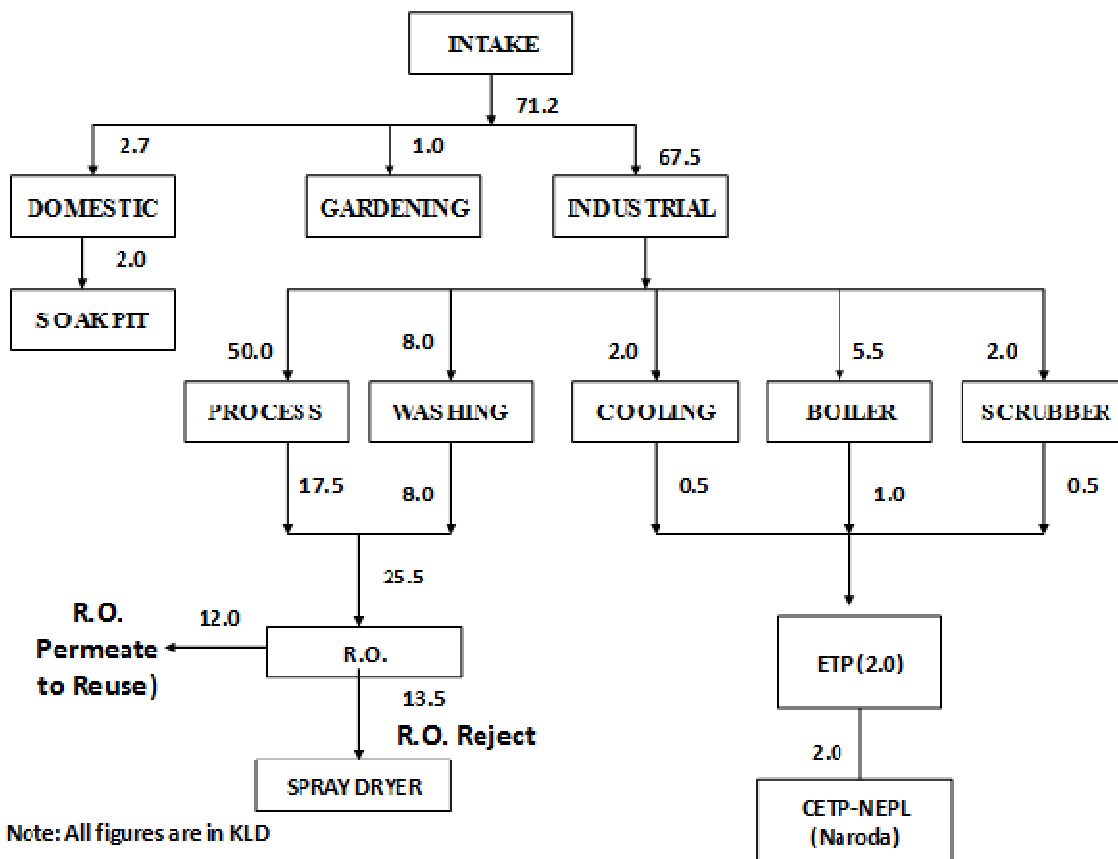 INTAKE
71.2
2.7
1.0
67.5
DOMESTIC
GARDENING
INDUSTRIAL
2.0
SOAKPIT
50.0
8.0
2.0
5.5
2.0
PROCESS
WASHING
COOLING
BOILER
SCRUBBER
17.5
8.0
0.5
1.0
0.5
25.5
R.O.
Permeate
to Reuse)
12.0
R.O.
13.5
R.O. Reject
SPRAY DRYER
ETP (2.0)
2.0
CETP-NEPL
(Naroda)
Note: All figures are in KLD